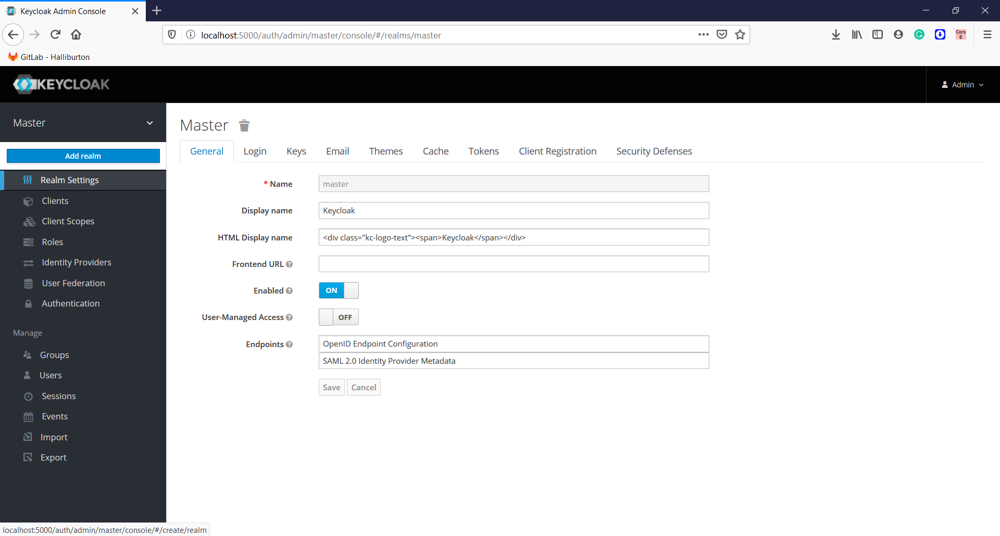 Keycloak Admin Console
localhost:5000/auth/admin/master/console/#/realms/master
Cors
E
GitLab - Halliburton
KEYCLOAK
Admin
Master
Add realm
Realm Settings
Clients
Client Scopes
Roles
Identity Providers
User Federation
Authentication
Manage
Groups
Users
Sessions
Events
Import
Export
Master
General Login Keys Email Themes Cache Tokens Client Registration Security Defenses
* Name master
Display name Keycloak
HTML Display name <div class="kc-logo-text"><span>Keycloak</span></div>
Frontend URL
Enabled ON
User-Managed Access OFF
Endpoints OpenID Endpoint Configuration
SAML 2.0 Identity Provider Metadata
Save Cancel
localhost:5000/auth/admin/master/console/#/create/realm